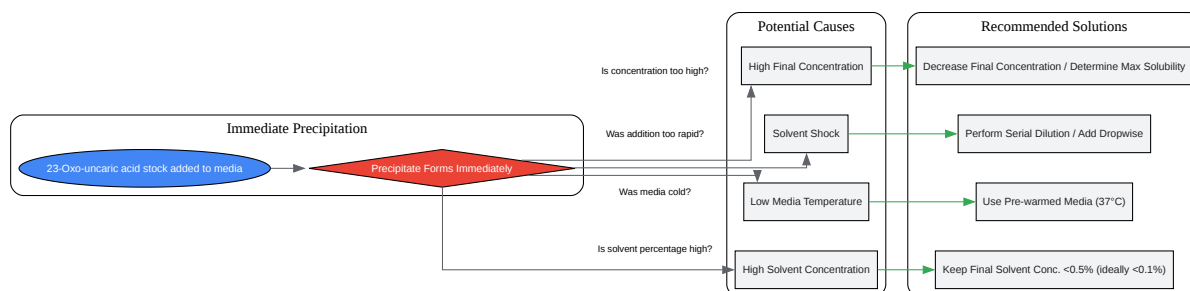 Immediate Precipitation
23-Oxo-uncaric acid stock added to media
Precipitate Forms Immediately
Is concentration too high?
Was addition too rapid?
Was media cold?
Is solvent percentage high?
Potential Causes
High Final Concentration
Solvent Shock
Low Media Temperature
High Solvent Concentration
Recommended Solutions
Decrease Final Concentration / Determine Max Solubility
Perform Serial Dilution / Add Dropwise
Use Pre-warmed Media (37°C)
Keep Final Solvent Conc. <0.5% (ideally <0.1%)